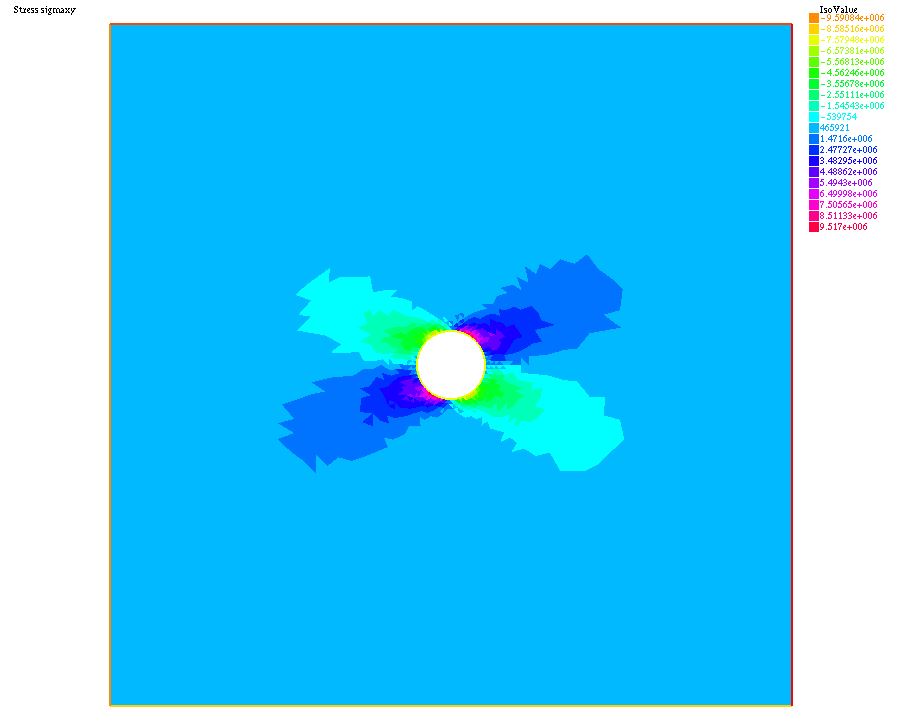 Stress sigmaxy
IsoValue
-9.59084e+006
-8.58516e+006
-7.57948e+006
-6.57381e+006
-5.56813e+006
-4.56246e+006
-3.55678e+006
-2.55111e+006
-1.54543e+006
-539754
465921
1.4716e+006
2.47727e+006
3.48295e+006
4.48862e+006
5.4943e+006
6.49998e+006
7.50565e+006
8.51133e+006
9.517e+006